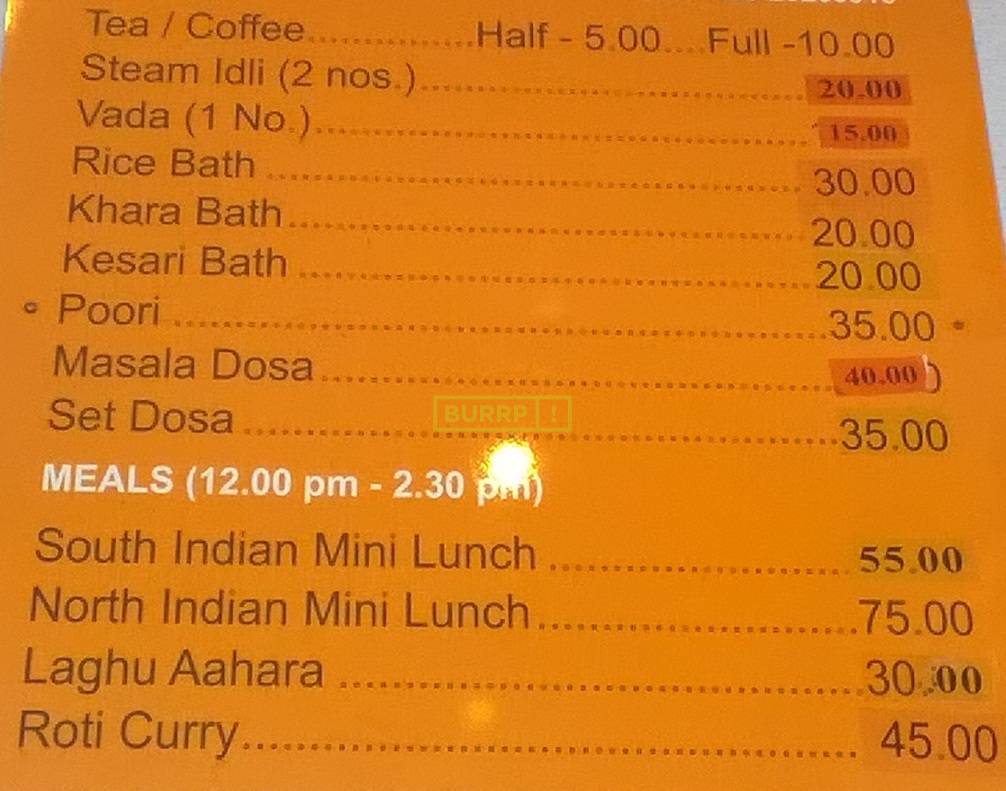 Tea / Coffee...............Half - 5.00....Full -10.00
Steam Idli (2 nos.)........................................ 20.00
Vada (1 No.)........................................ 15.00
Rice Bath ........................................ 30.00
Khara Bath........................................ 20.00
Kesari Bath ........................................ 20.00
Poori ........................................35.00
Masala Dosa........................................ 40.00
Set Dosa ........................................35.00
BURRP !
MEALS (12.00 pm - 2.30 pm)
South Indian Mini Lunch .......................... 55.00
North Indian Mini Lunch..........................75.00
Laghu Aahara ........................................30.00
Roti Curry........................................ 45.00